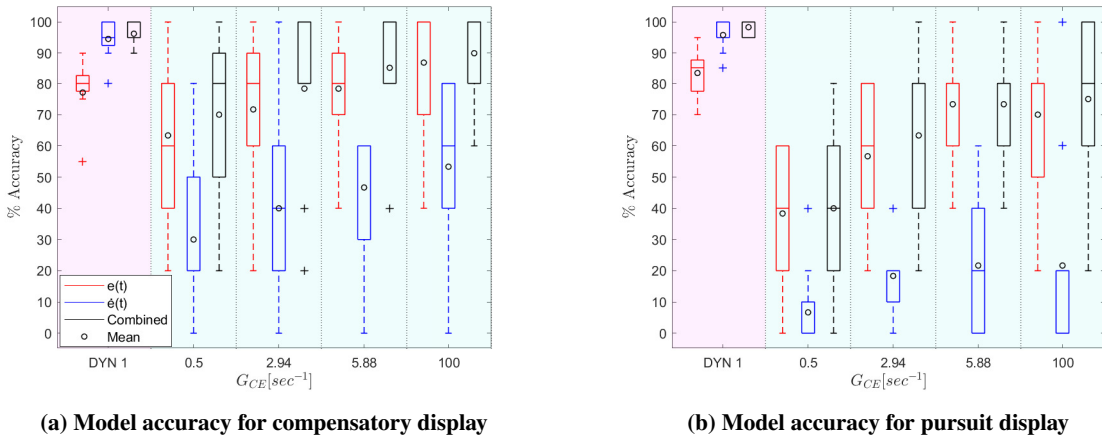 100
90
80
70
60
50
40
30
20
10
0
% Accuracy
e(t)
ė(t)
Combined
Mean
DYN 1 0.5 2.94 5.88 100
G_CE[sec^-1]
(a) Model accuracy for compensatory display
100
90
80
70
60
50
40
30
20
10
0
% Accuracy
DYN 1 0.5 2.94 5.88 100
G_CE[sec^-1]
(b) Model accuracy for pursuit display